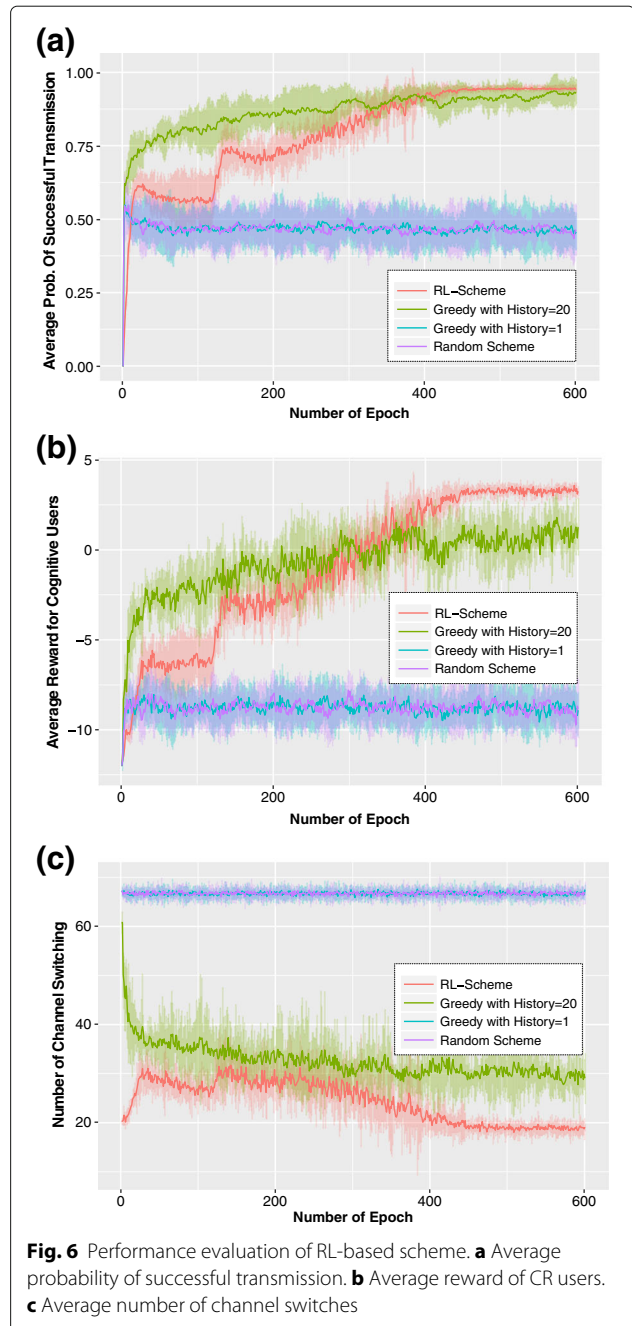 (a)
1.00
0.75
0.50
0.25
0.00
Average Prob. Of Successful Transmission
RL−Scheme
Greedy with History=20
Greedy with History=1
Random Scheme
0
200
400
600
Number of Epoch
(b)
5
0
−5
−10
Average Reward for Cognitive Users
RL−Scheme
Greedy with History=20
Greedy with History=1
Random Scheme
0
200
400
600
Number of Epoch
(c)
60
40
20
Number of Channel Switching
RL−Scheme
Greedy with History=20
Greedy with History=1
Random Scheme
0
200
400
600
Number of Epoch
Fig. 6 Performance evaluation of RL-based scheme. a Average
probability of successful transmission. b Average reward of CR users.
c Average number of channel switches